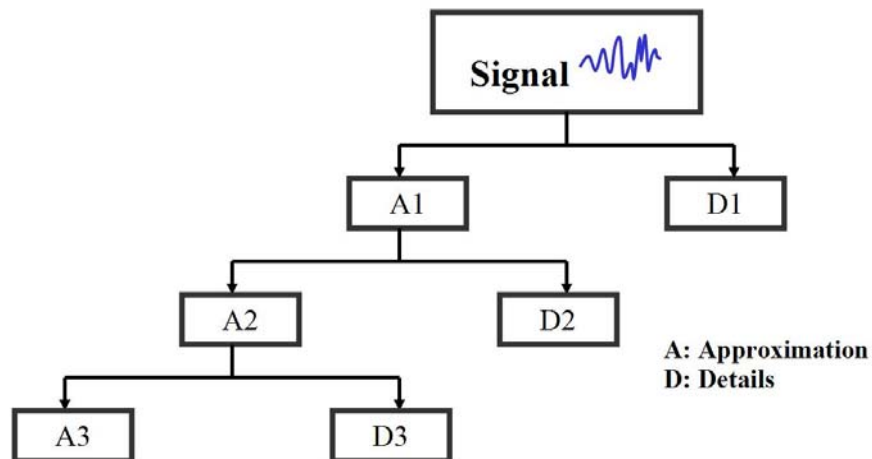 Signal
A1
D1
A2
D2
A: Approximation
D: Details
A3
D3